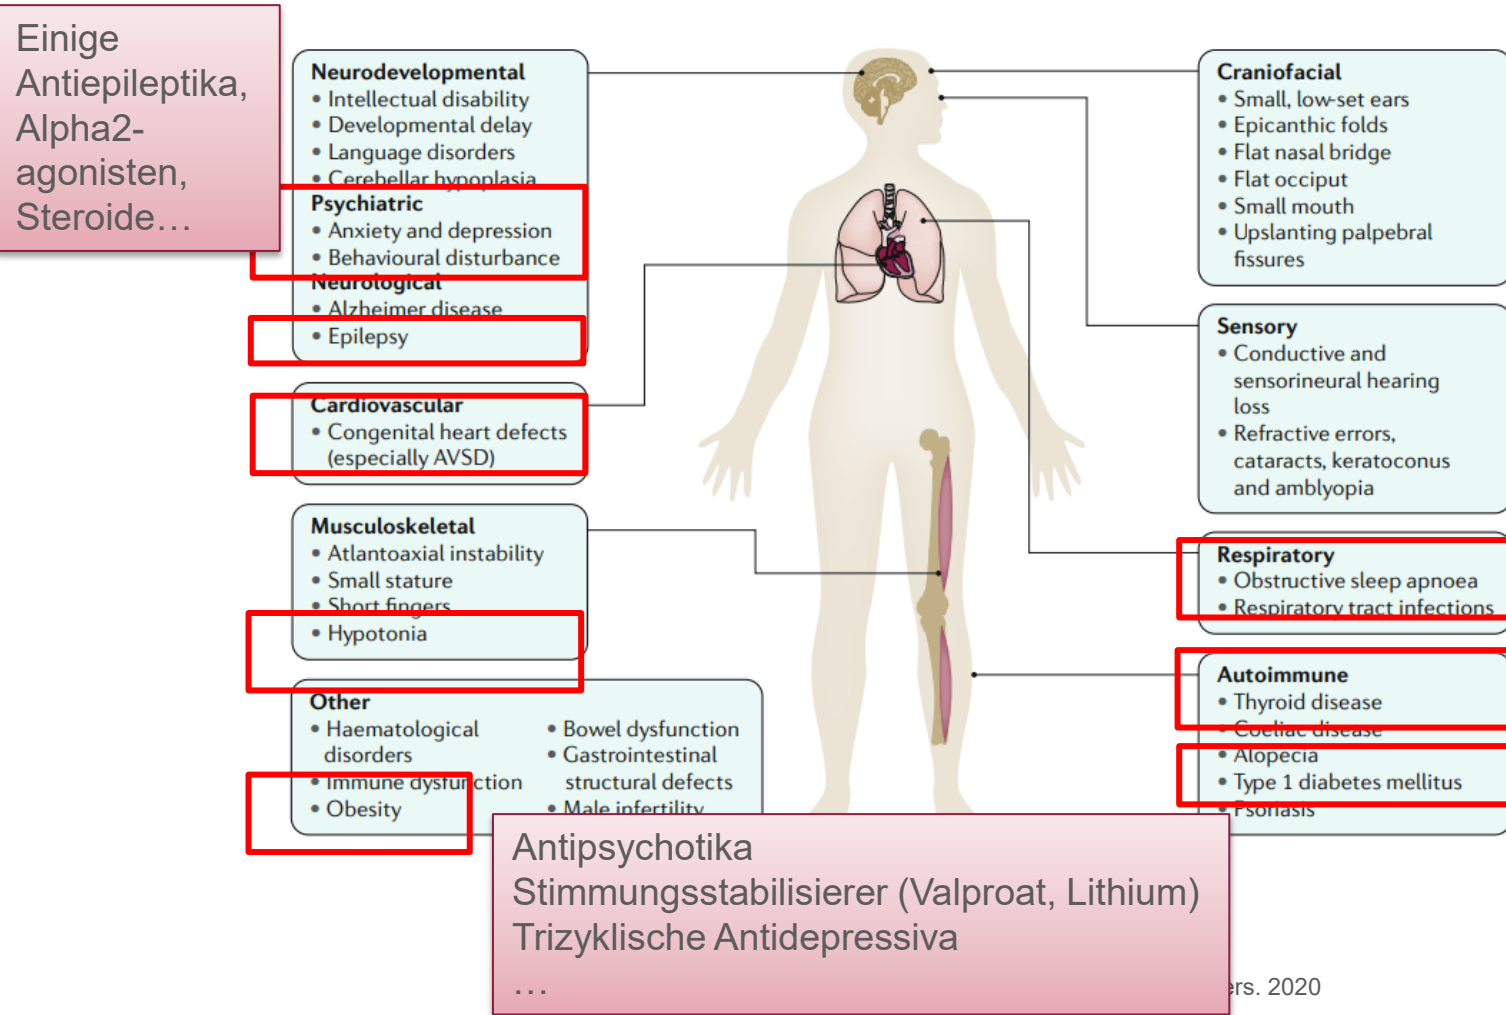 Einige
Antiepileptika,
Alpha2-
agonisten,
Steroide…
Neurodevelopmental
• Intellectual disability
• Developmental delay
• Language disorders
• Cerebellar hypoplasia
Psychiatric
• Anxiety and depression
• Behavioural disturbance
Neurological
• Alzheimer disease
• Epilepsy
Cardiovascular
• Congenital heart defects
(especially AVSD)
Musculoskeletal
• Atlantoaxial instability
• Small stature
• Short fingers
• Hypotonia
Other
• Haematological
disorders
• Immune dysfunction
• Obesity
• Bowel dysfunction
• Gastrointestinal
structural defects
• Male infertility
Craniofacial
• Small, low-set ears
• Epicanthic folds
• Flat nasal bridge
• Flat occiput
• Small mouth
• Upslanting palpebral
fissures
Sensory
• Conductive and
sensorineural hearing
loss
• Refractive errors,
cataracts, keratoconus
and amblyopia
Respiratory
• Obstructive sleep apnoea
• Respiratory tract infections
Autoimmune
• Thyroid disease
• Coeliac disease
• Alopecia
• Type 1 diabetes mellitus
• Psoriasis
Antipsychotika
Stimmungsstabilisierer (Valproat, Lithium)
Trizyklische Antidepressiva
…
ers. 2020